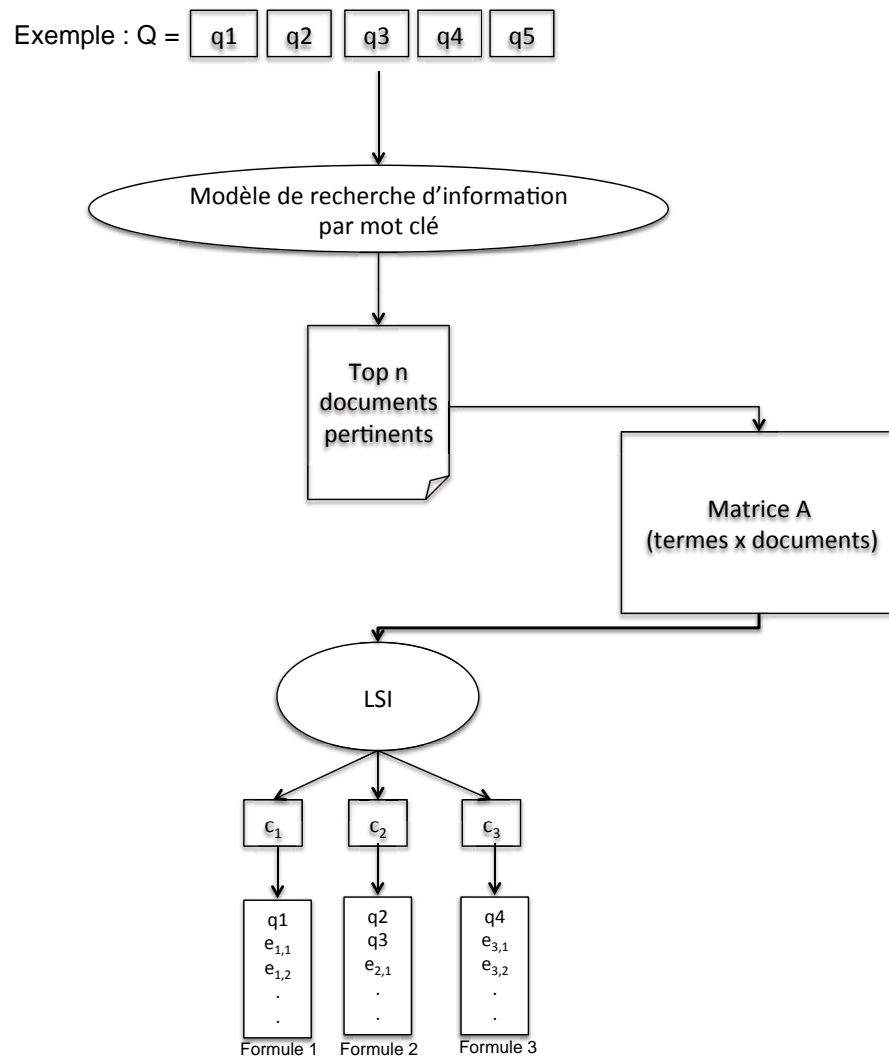 Exemple : Q = q1 q2 q3 q4 q5
Modèle de recherche d'information
par mot clé
Top n
documents
pertinents
Matrice A
(termes x documents)
LSI
c₁ c₂ c₃
q1 q2 q4
e₁,₁ q3 e₃,₁
e₁,₂ e₂,₁ e₃,₂
. . .
. . .
Formule 1 Formule 2 Formule 3